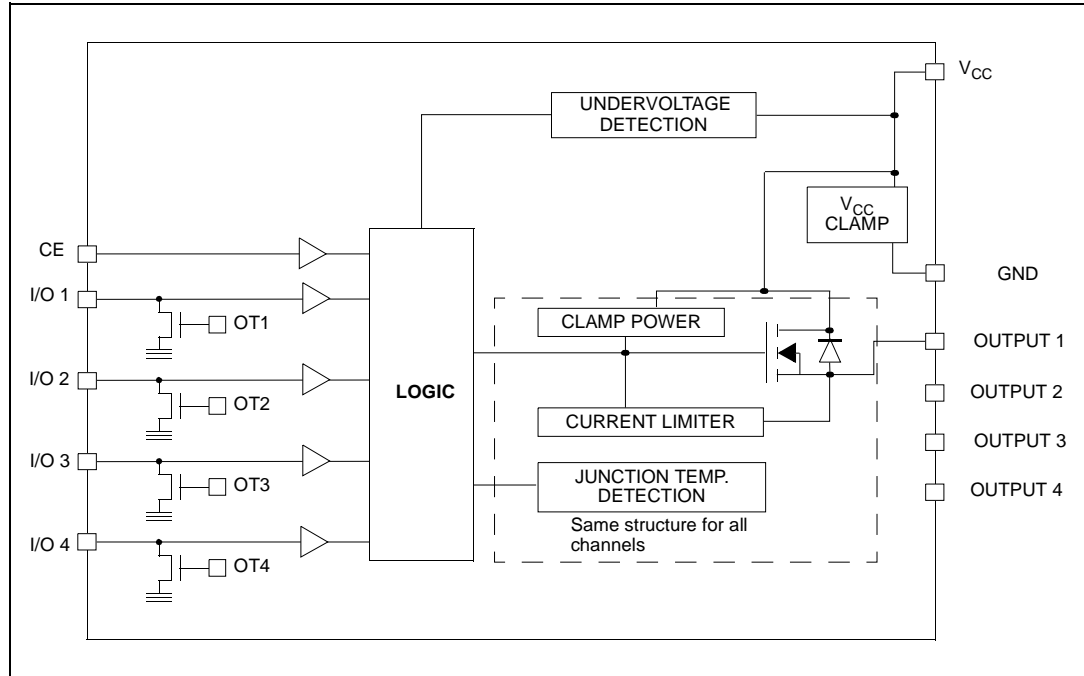 V_CC
UNDERVOLTAGE
DETECTION
V_CC
CLAMP
CE
GND
I/O 1
CLAMP POWER
OT1
OUTPUT 1
I/O 2
LOGIC
OUTPUT 2
OT2
CURRENT LIMITER
OUTPUT 3
I/O 3
JUNCTION TEMP.
DETECTION
OT3
OUTPUT 4
Same structure for all
channels
I/O 4
OT4